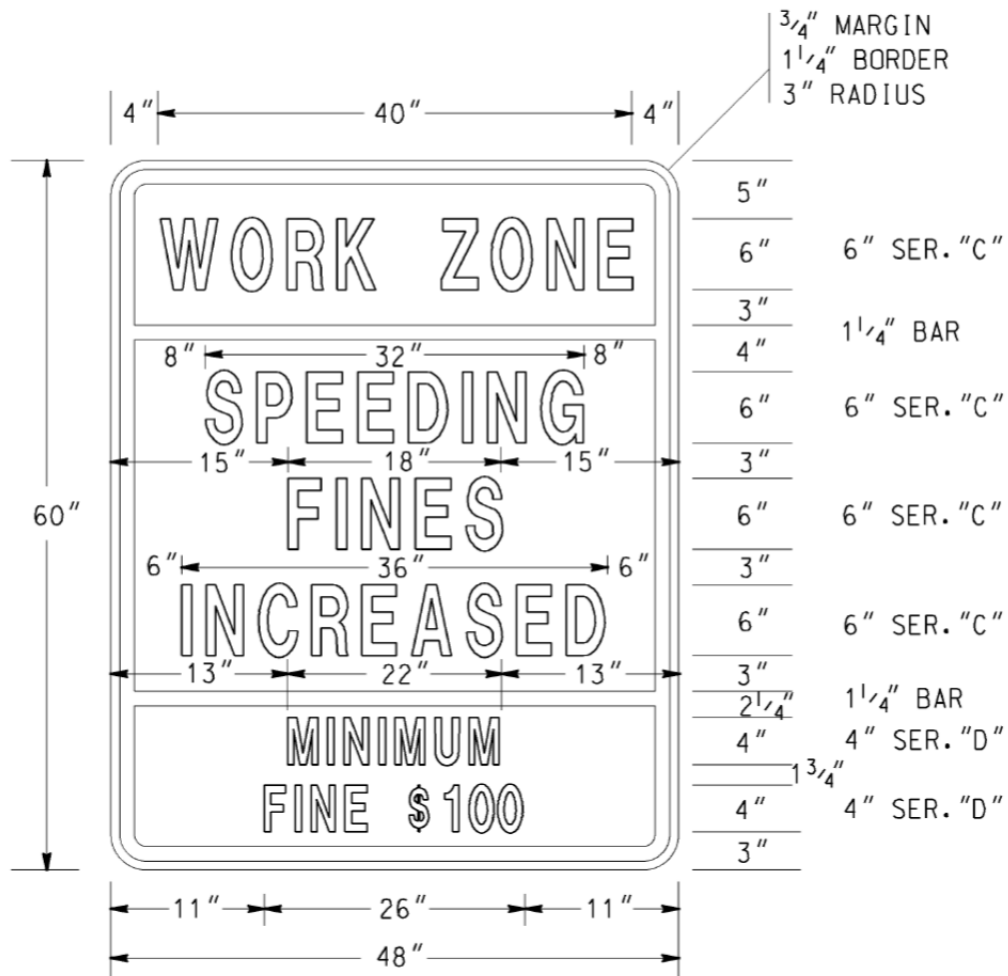 3/4" MARGIN
1 1/4" BORDER
3" RADIUS
4" 40" 4"
5"
WORK ZONE
6" 6" SER. "C"
3"
1 1/4" BAR
8" 32" 8"
4"
SPEEDING
6" 6" SER. "C"
15" 18" 15"
3"
60"
FINES
6" 6" SER. "C"
6" 36" 6"
3"
INCREASED
6" 6" SER. "C"
13" 22" 13"
3"
2 1/4" 1 1/4" BAR
MINIMUM
4" 4" SER. "D"
1 3/4"
FINE $100
4" 4" SER. "D"
3"
11" 26" 11"
48"